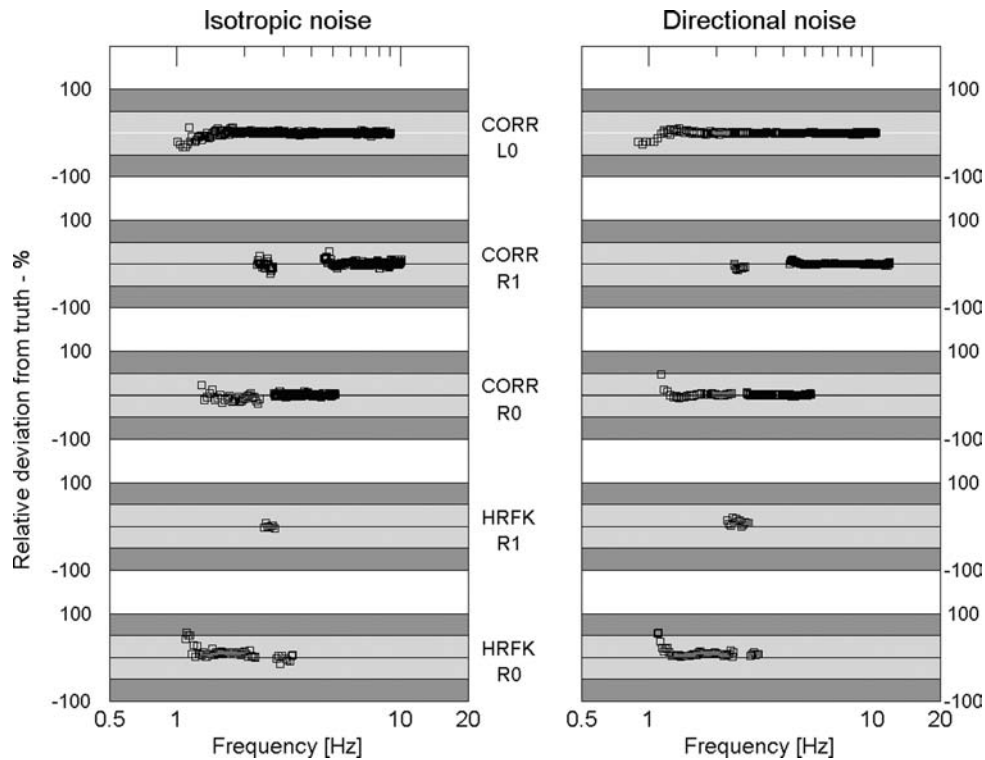 Isotropic noise
Directional noise
Relative deviation from truth - %
100
-100
CORR
L0
100
-100
100
-100
CORR
R1
100
-100
100
-100
CORR
R0
100
-100
100
-100
HRFK
R1
100
-100
100
-100
HRFK
R0
100
-100
0.5
1
10
20
0.5
1
10
20
Frequency [Hz]
Frequency [Hz]